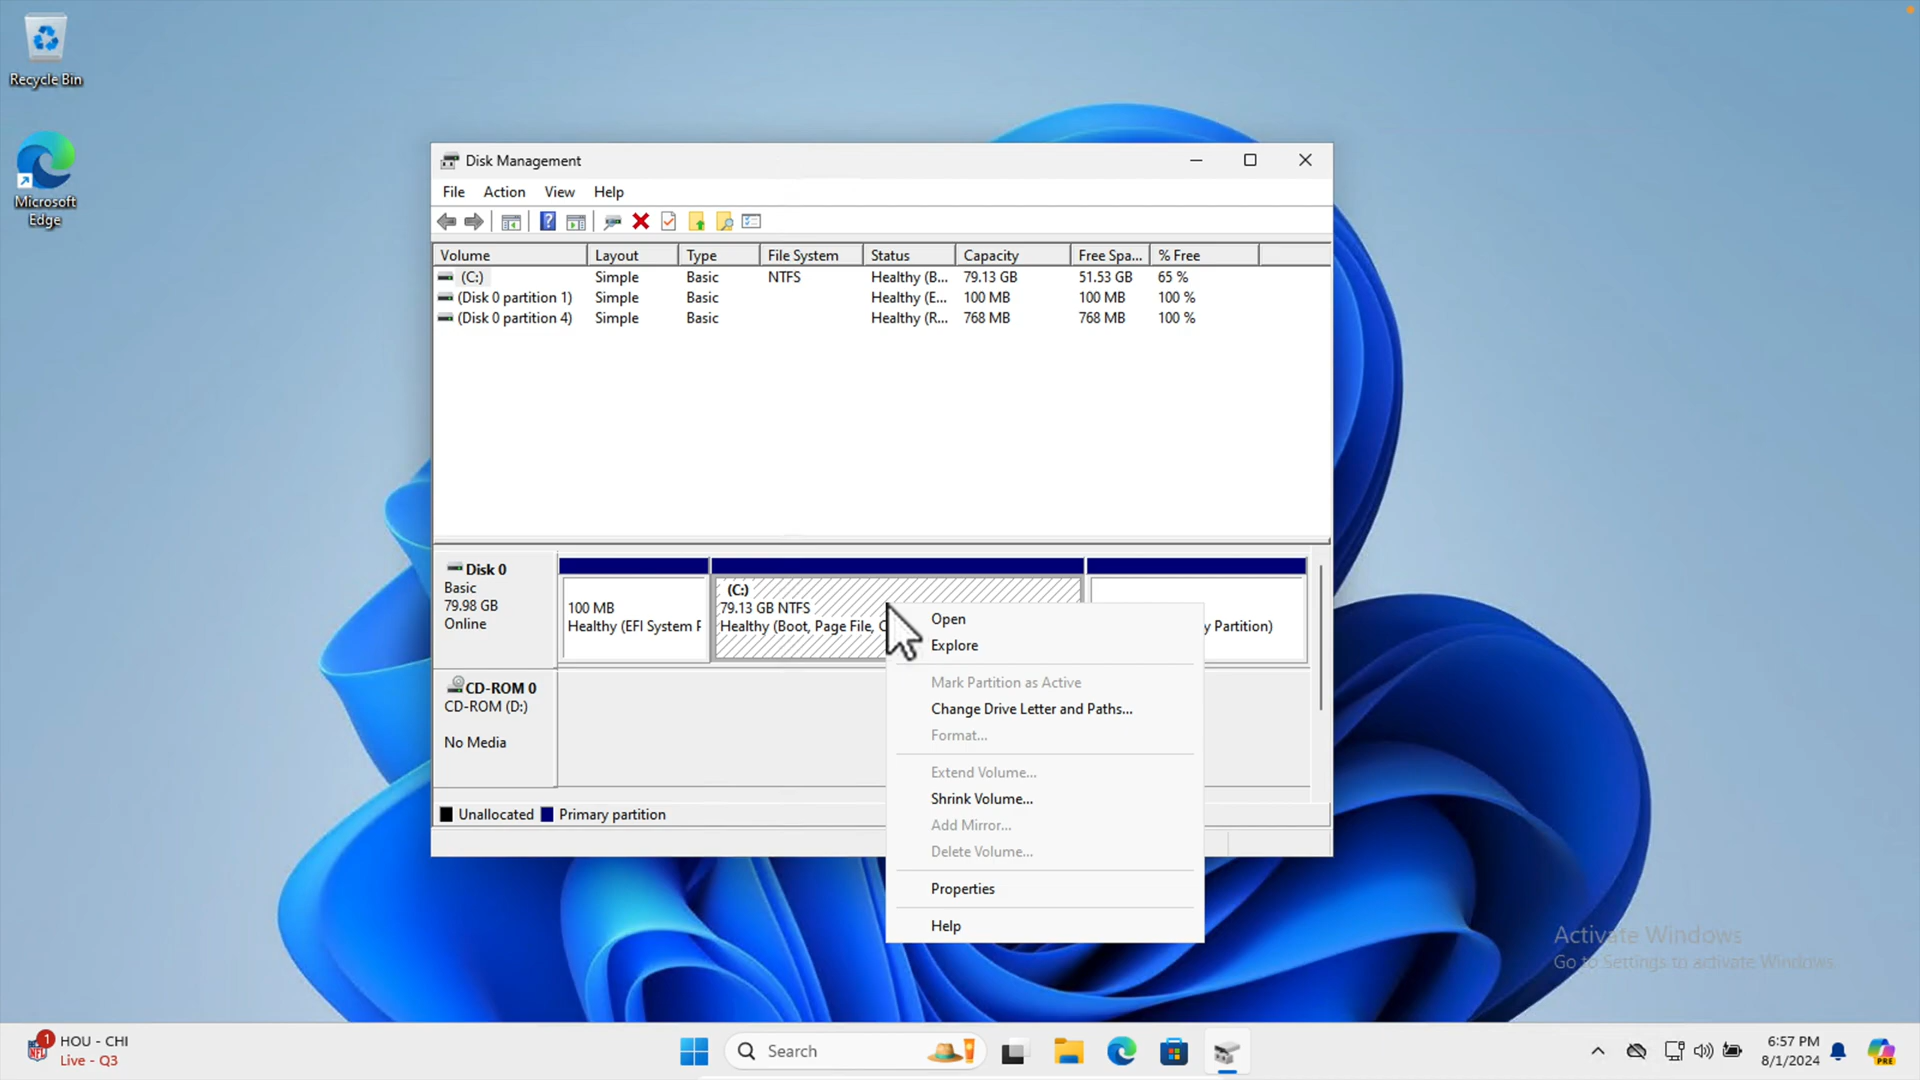 Recycle Bin
Microsoft
Edge
Disk Management
File Action View Help
Volume Layout Type File System Status Capacity Free Spa... % Free
(C:) Simple Basic NTFS Healthy (B... 79.13 GB 51.53 GB 65 %
(Disk 0 partition 1) Simple Basic Healthy (E... 100 MB 100 MB 100 %
(Disk 0 partition 4) Simple Basic Healthy (R... 768 MB 768 MB 100 %
Disk 0
Basic
79.98 GB
Online
100 MB
Healthy (EFI System P
(C:)
79.13 GB NTFS
Healthy (Boot, Page File, C
y Partition)
CD-ROM 0
CD-ROM (D:)
No Media
Unallocated Primary partition
Open
Explore
Mark Partition as Active
Change Drive Letter and Paths...
Format...
Extend Volume...
Shrink Volume...
Add Mirror...
Delete Volume...
Properties
Help
Activate Windows
Go to Settings to activate Windows.
1
HOU - CHI
Live - Q3
Search
6:57 PM
8/1/2024
PRE